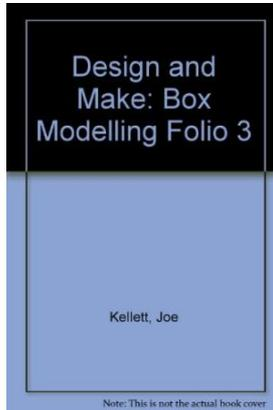 Design and
Make: Box
Modelling Folio 3
Kellett, Joe
Note: This is not the actual book cover